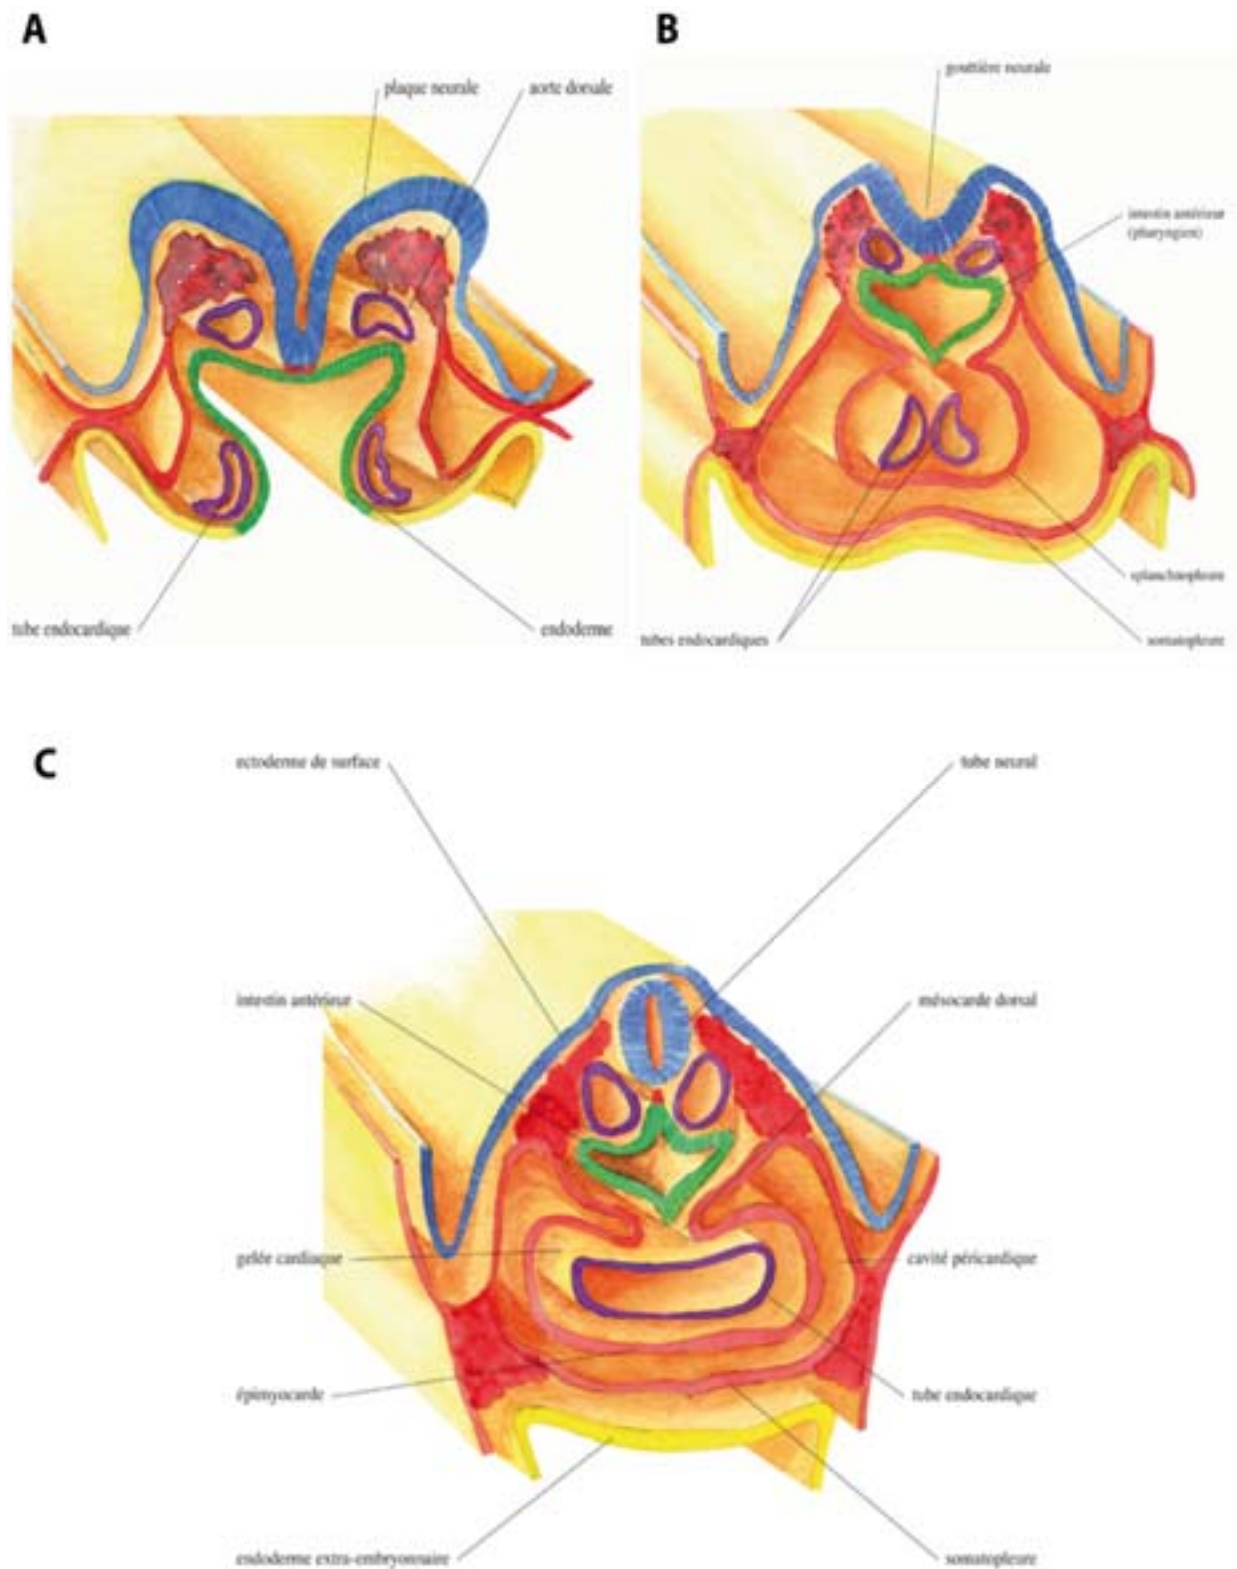 A
B
gouttière neurale
plaque neurale
aorte dorsale
intestin antérieur
(pharyngien)
splanchnopleure
tube endocardique
endoderme
tubes endocardiques
somatopleure
C
ectoderme de surface
tube neural
intestin antérieur
mésocarde dorsal
gelée cardiaque
cavité péricardique
épimyocarde
tube endocardique
endoderme extra-embryonnaire
somatopleure